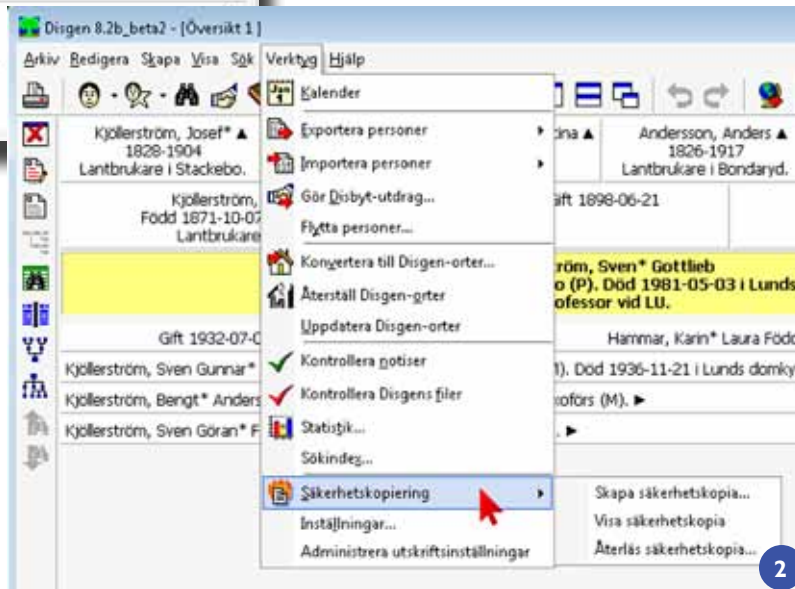 Disgen 8.2b_beta2 - [Översikt 1 ]
Arkiv Redigera Skapa Visa Sök Verktyg Hjälp
Kjöllerström, Josef* ▲
1828-1904
Lantbrukare i Stackebo.
Andersson, Anders ▲
1826-1917
Lantbrukare i Bondaryd.
Kjöllerström,
Född 1871-10-07
Lantbrukare
Gift 1898-06-21
röm, Sven* Gottlieb
o (P). Död 1981-05-03 i Lunds
ofessor vid LU.
Gift 1932-07-0
Hammar, Karin* Laura Född
Kjöllerström, Sven Gunnar*
). Död 1936-11-21 i Lunds domky
Kjöllerström, Bengt* Anders
ofors (M). ►
Kjöllerström, Sven Göran* F
. ►
Kalender
Exportera personer
Importera personer
Gör Disbyt-utdrag...
Flytta personer...
Konvertera till Disgen-orter...
Återställ Disgen-orter
Uppdatera Disgen-orter
Kontrollera notiser
Kontrollera Disgens filer
Statistik...
Sökindex...
Säkerhetskopiering
Inställningar...
Administrera utskriftsinställningar
Skapa säkerhetskopia...
Visa säkerhetskopia
Återläs säkerhetskopia...
2